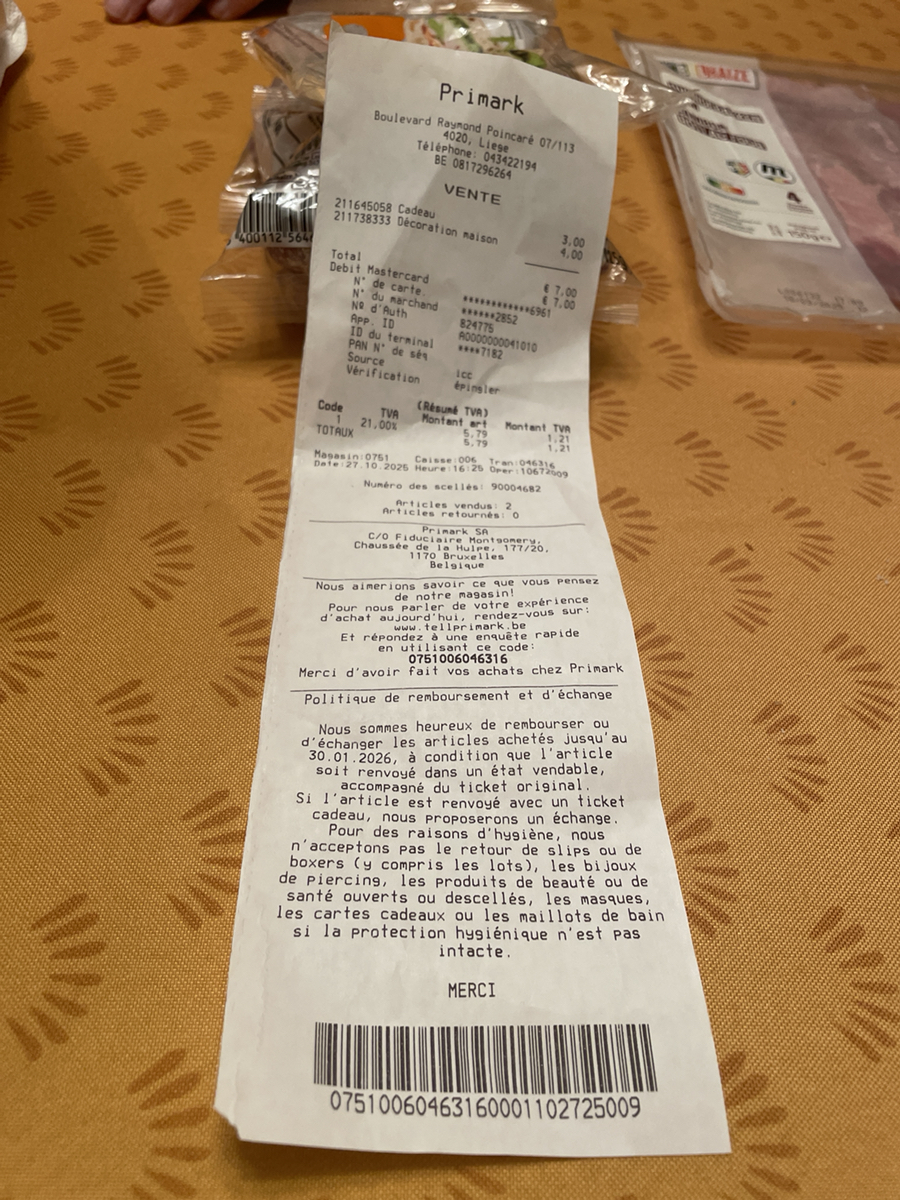 Primark
Boulevard Raymond Poincaré 07/113
4020, Liege
Téléphone: 043422194
BE 0817296264
VENTE
211645058 Cadeau 3,00
211738333 Décoration maison 4,00
Total € 7,00
Debit Mastercard € 7,00
N° de carte. ************6961
N° du marchand ******2852
Nº d'Auth 824775
App. ID A0000000041010
ID du terminal ****7182
PAN N° de séq
Source icc
Vérification épingler
(Résumé TVA)
Code TVA Montant art Montant TVA
1 21,00% 5,79 1,21
TOTAUX 5,79 1,21
Magasin:0751 Caisse:006 Tran:046316
Date:27.10.2025 Heure:16:25 Oper:10672009
Numéro des scellés: 90004682
Articles vendus: 2
Articles retournés: 0
Primark SA
C/O Fiduciaire Montgomery,
Chaussée de la Hulpe, 177/20,
1170 Bruxelles
Belgique
Nous aimerions savoir ce que vous pensez
de notre magasin!
Pour nous parler de votre expérience
d'achat aujourd'hui, rendez-vous sur:
www.tellprimark.be
Et répondez à une enquête rapide
en utilisant ce code:
0751006046316
Merci d'avoir fait vos achats chez Primark
Politique de remboursement et d'échange
Nous sommes heureux de rembourser ou
d'échanger les articles achetés jusqu'au
30.01.2026, à condition que l'article
soit renvoyé dans un état vendable,
accompagné du ticket original.
Si l'article est renvoyé avec un ticket
cadeau, nous proposerons un échange.
Pour des raisons d'hygiène, nous
n'acceptons pas le retour de slips ou de
boxers (y compris les lots), les bijoux
de piercing, les produits de beauté ou de
santé ouverts ou descellés, les masques,
les cartes cadeaux ou les maillots de bain
si la protection hygiénique n'est pas
intacte.
MERCI
07510060463160001102725009
400112
4
150g e